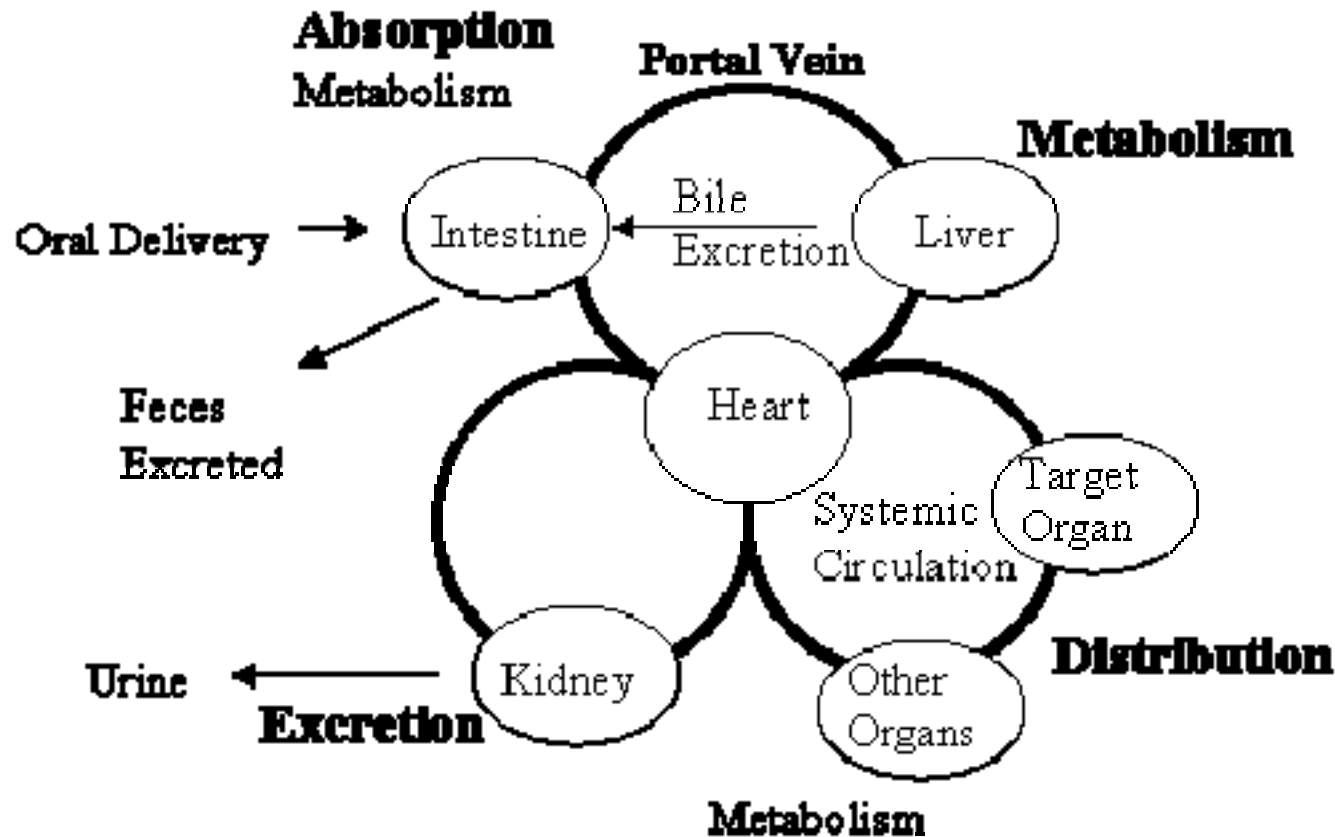 Absorption
Metabolism
Portal Vein
Metabolism
Oral Delivery
Intestine
Bile
Excretion
Liver
Feces
Excreted
Heart
Target
Organ
Systemic
Circulation
Distribution
Urine
Kidney
Excretion
Other
Organs
Metabolism